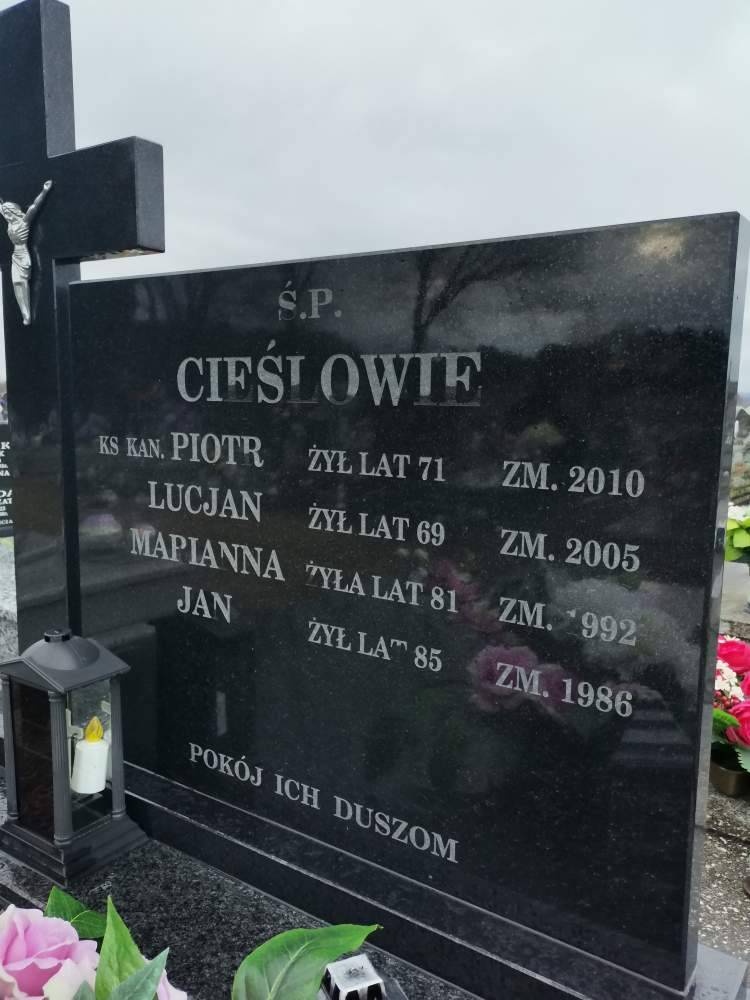 Ś.P.
CIEŚLOWIE
KS KAN. PIOTR ŻYŁ LAT 71 ZM. 2010
LUCJAN ŻYŁ LAT 69 ZM. 2005
MARIANNA ŻYŁA LAT 81 ZM. 1992
JAN ŻYŁ LAT 85 ZM. 1986
POKÓJ ICH DUSZOM